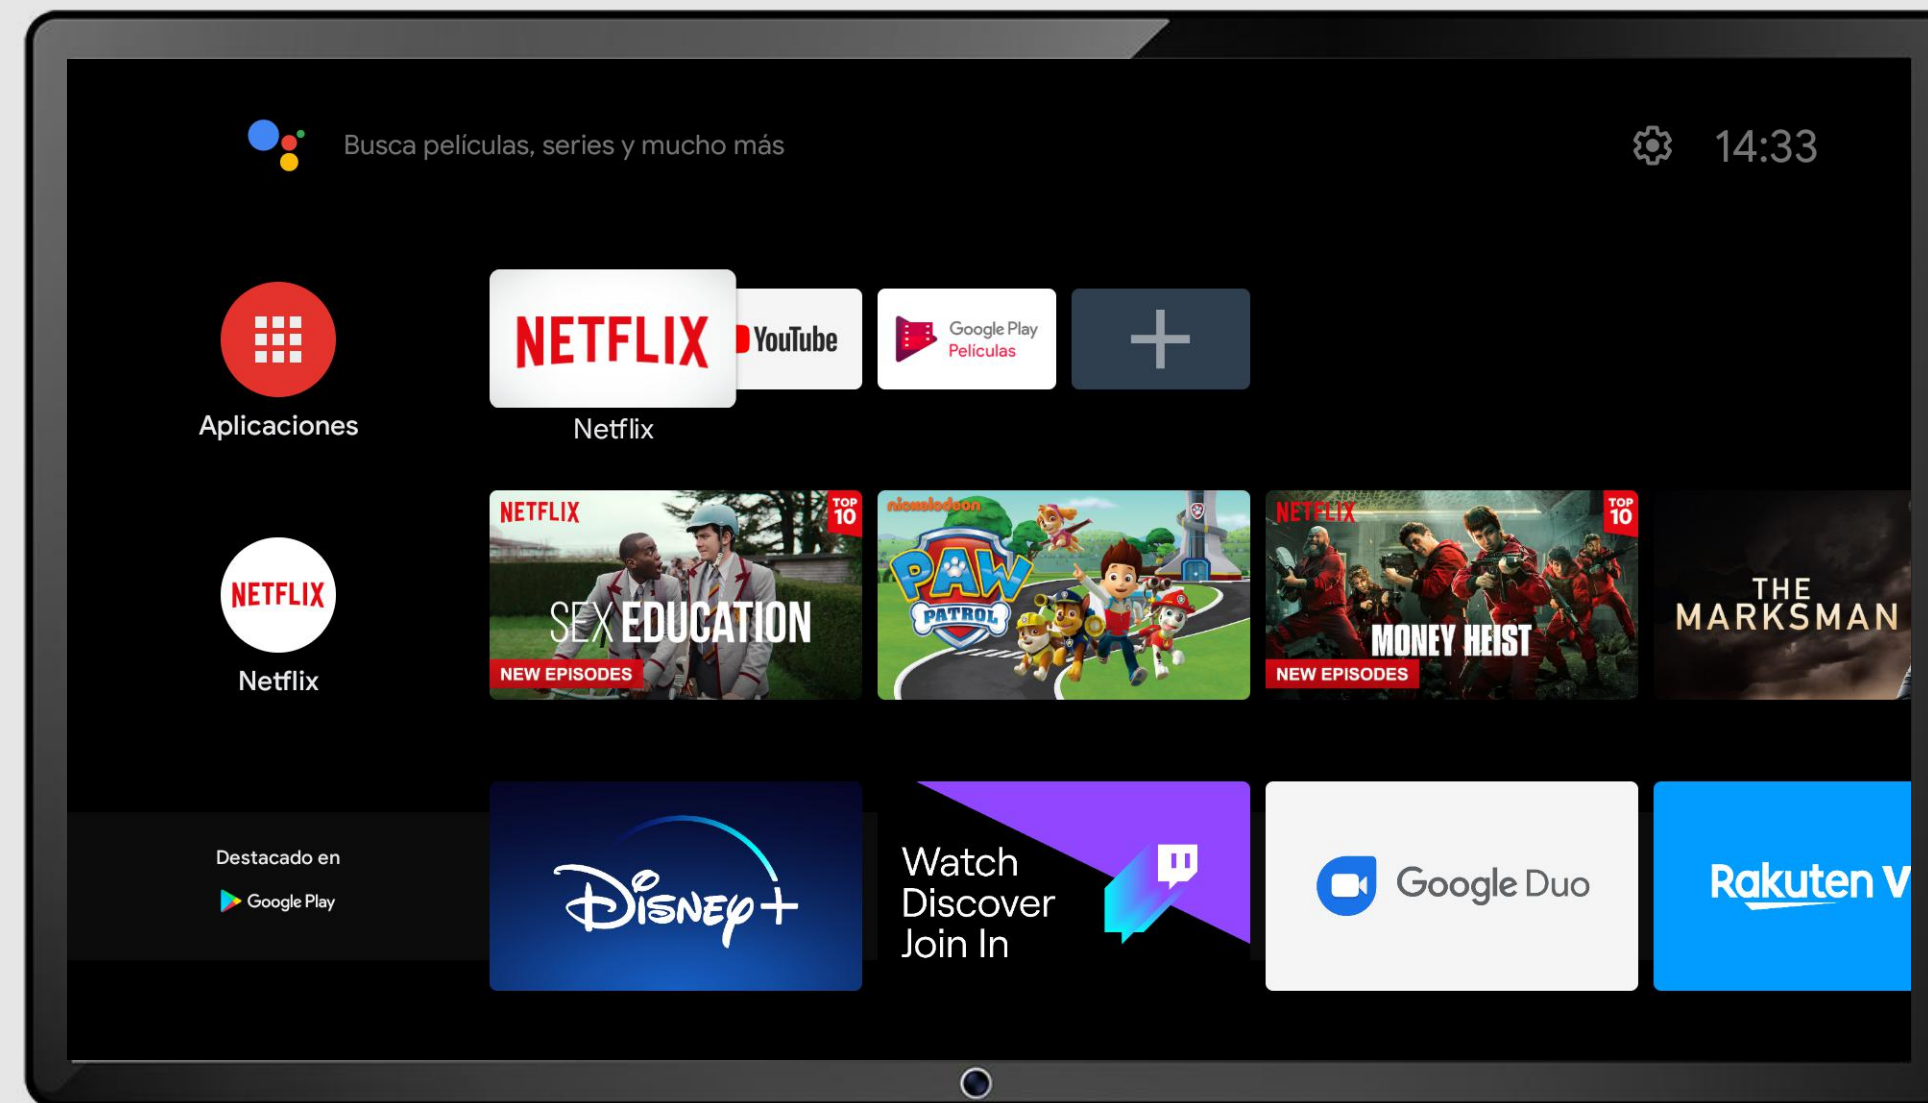 Busca películas, series y mucho más
14:33
NETFLIX
YouTube
Google Play
Películas
Aplicaciones
Netflix
NETFLIX
TOP
10
SEX EDUCATION
NEW EPISODES
nickelodeon
PAW
PATROL
NETFLIX
TOP
10
MONEY HEIST
NEW EPISODES
THE
MARKSMAN
NETFLIX
Netflix
Destacado en
Google Play
Disney+
Watch
Discover
Join In
Google Duo
Rakuten V